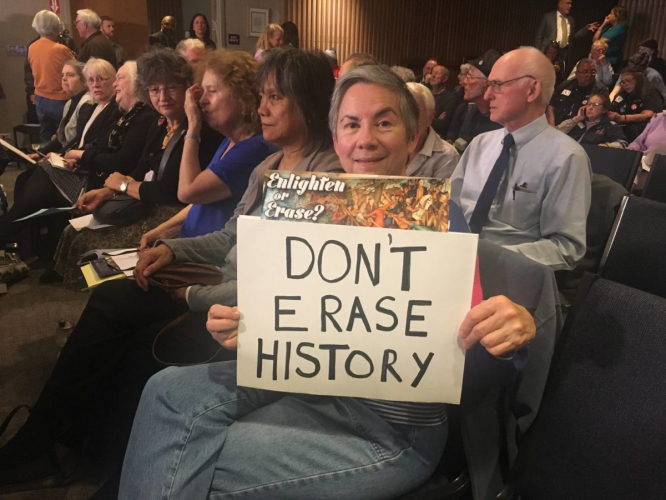 Enlighten
or
Erase?
DON'T
ERASE
HISTORY